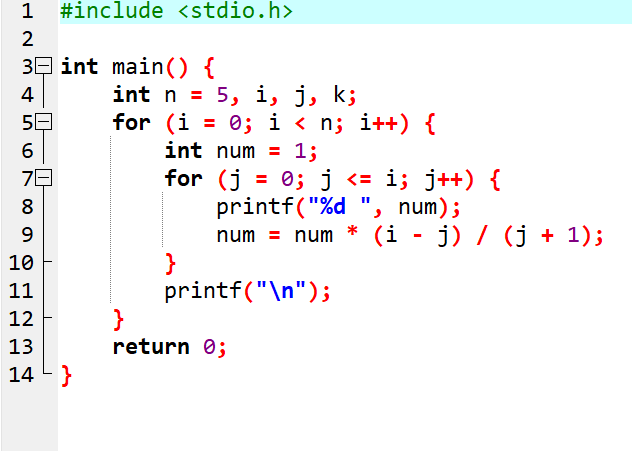 1 #include <stdio.h>
2
3 int main() {
4     int n = 5, i, j, k;
5     for (i = 0; i < n; i++) {
6         int num = 1;
7         for (j = 0; j <= i; j++) {
8             printf("%d ", num);
9             num = num * (i - j) / (j + 1);
10         }
11         printf("\n");
12     }
13     return 0;
14 }